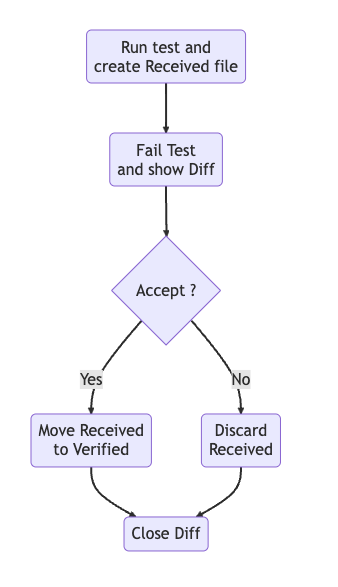 Run test and
create Received file
Fail Test
and show Diff
Accept ?
Yes
No
Move Received
to Verified
Discard
Received
Close Diff